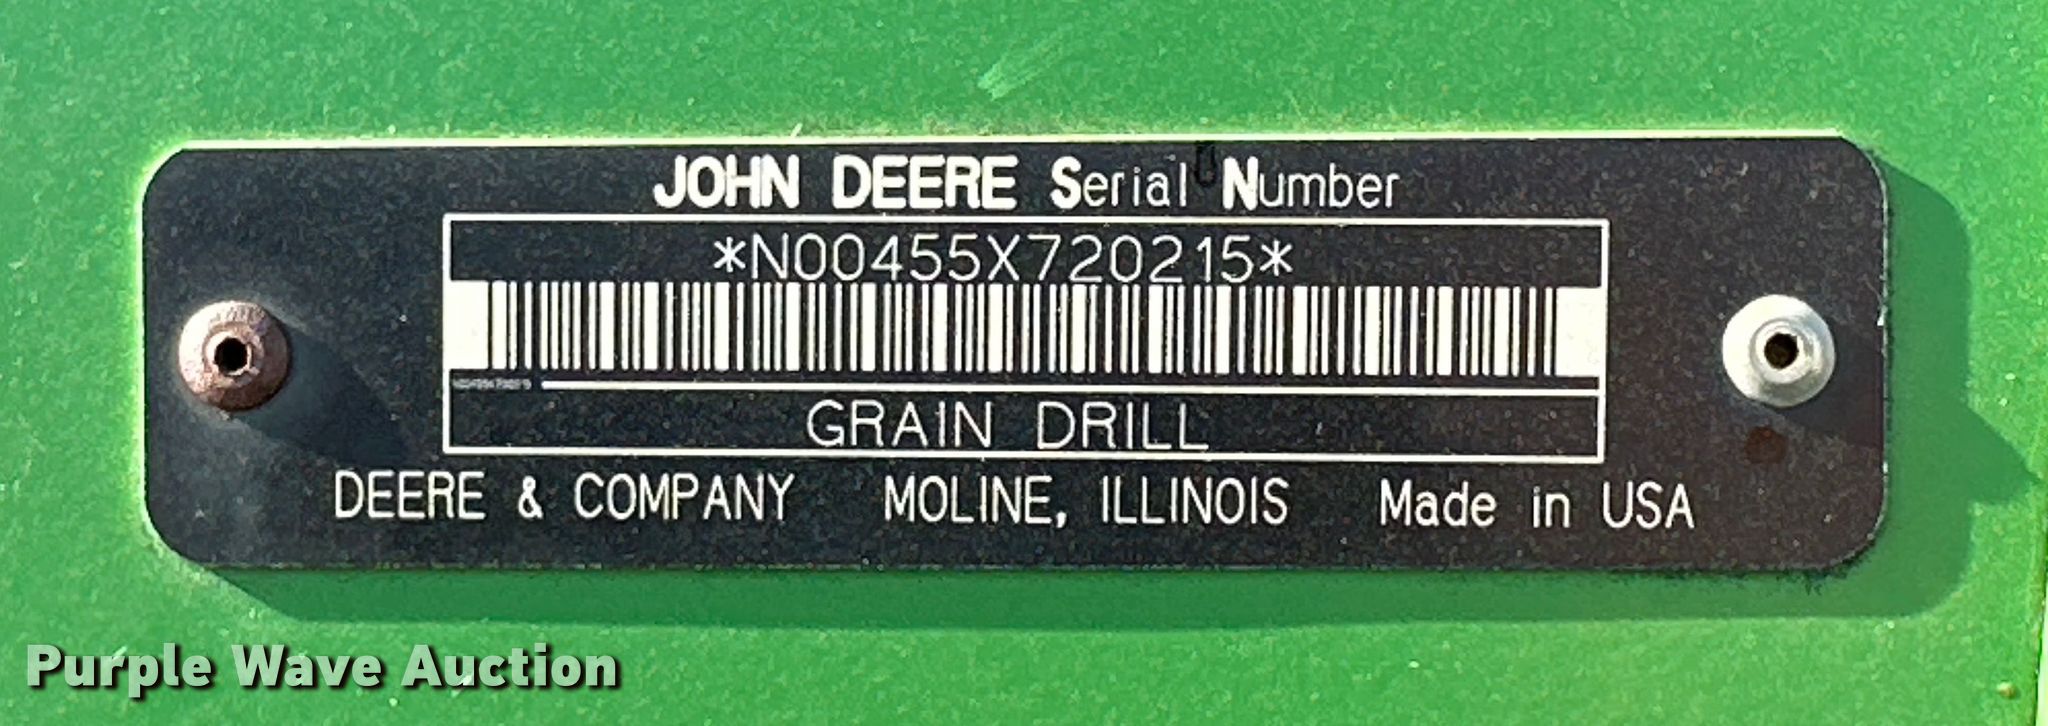 JOHN DEERE Serial Number
*N00455X720215*
GRAIN DRILL
DEERE & COMPANY MOLINE, ILLINOIS Made in USA
Purple Wave Auction